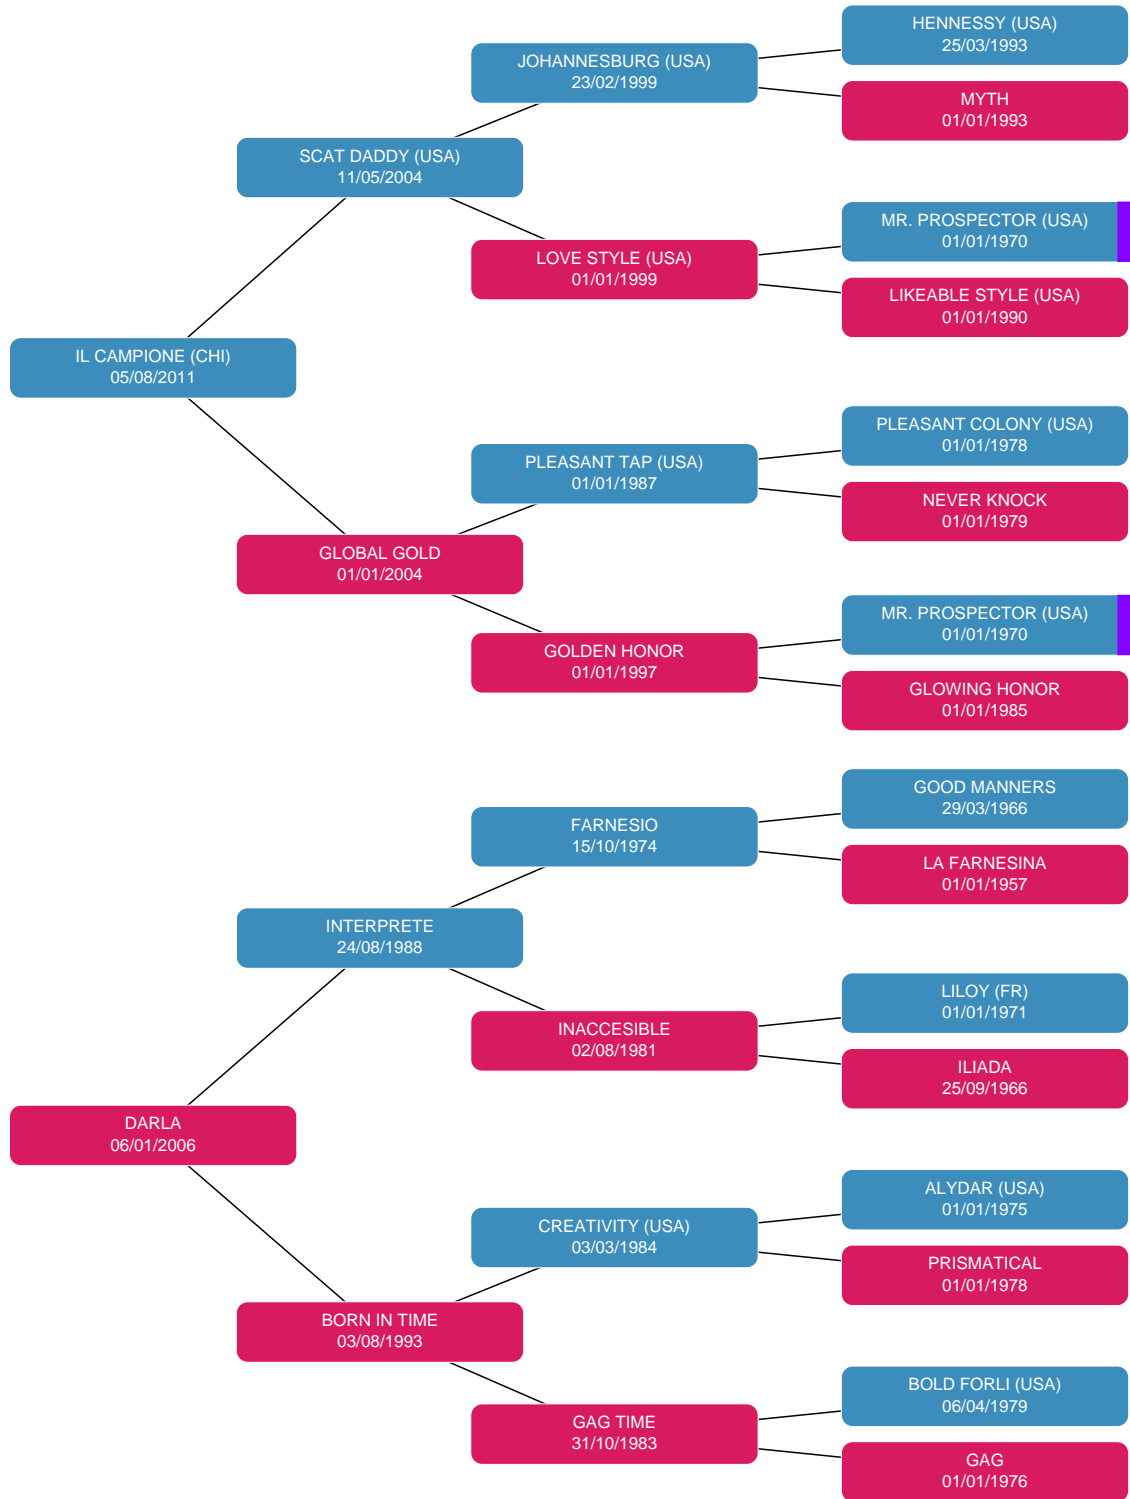 HENNESSY (USA)
25/03/1993
JOHANNESBURG (USA)
23/02/1999
MYTH
01/01/1993
SCAT DADDY (USA)
11/05/2004
MR. PROSPECTOR (USA)
01/01/1970
LOVE STYLE (USA)
01/01/1999
LIKEABLE STYLE (USA)
01/01/1990
IL CAMPIONE (CHI)
05/08/2011
PLEASANT COLONY (USA)
01/01/1978
PLEASANT TAP (USA)
01/01/1987
NEVER KNOCK
01/01/1979
GLOBAL GOLD
01/01/2004
MR. PROSPECTOR (USA)
01/01/1970
GOLDEN HONOR
01/01/1997
GLOWING HONOR
01/01/1985
GOOD MANNERS
29/03/1966
FARNESIO
15/10/1974
LA FARNESINA
01/01/1957
INTERPRETE
24/08/1988
LILOY (FR)
01/01/1971
INACCESIBLE
02/08/1981
ILIADA
25/09/1966
DARLA
06/01/2006
ALYDAR (USA)
01/01/1975
CREATIVITY (USA)
03/03/1984
PRISMATICAL
01/01/1978
BORN IN TIME
03/08/1993
BOLD FORLI (USA)
06/04/1979
GAG TIME
31/10/1983
GAG
01/01/1976